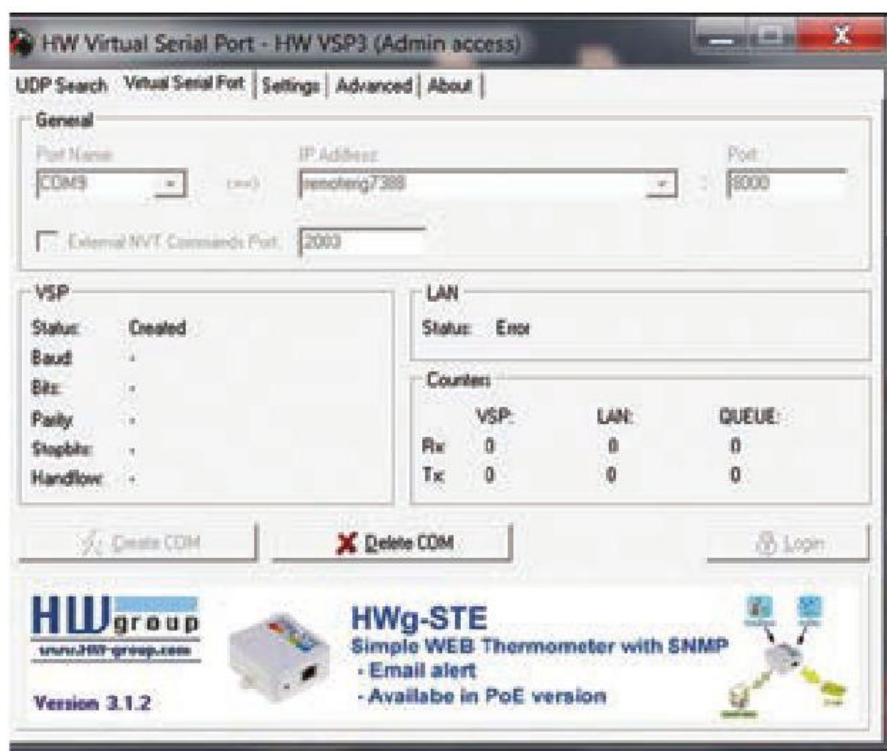 HW Virtual Serial Port - HW VSP3 (Admin access)
UDP Search Virtual Serial Port Settings Advanced About
General
Port Name: IP Address: Port:
COM9 <==> : 8000
External NVT Commands Port: 2003
VSP
Status: Created
Baud -
Bits: -
Parity -
Stopbits: -
Handflow: -
LAN
Status: Error
Counters
VSP: LAN: QUEUE:
Rx: 0 0 0
Tx: 0 0 0
Create COM Delete COM Login
HW group
www.HW-group.com
Version 3.1.2
HWg-STE
Simple WEB Thermometer with SNMP
- Email alert
- Availabe in PoE version